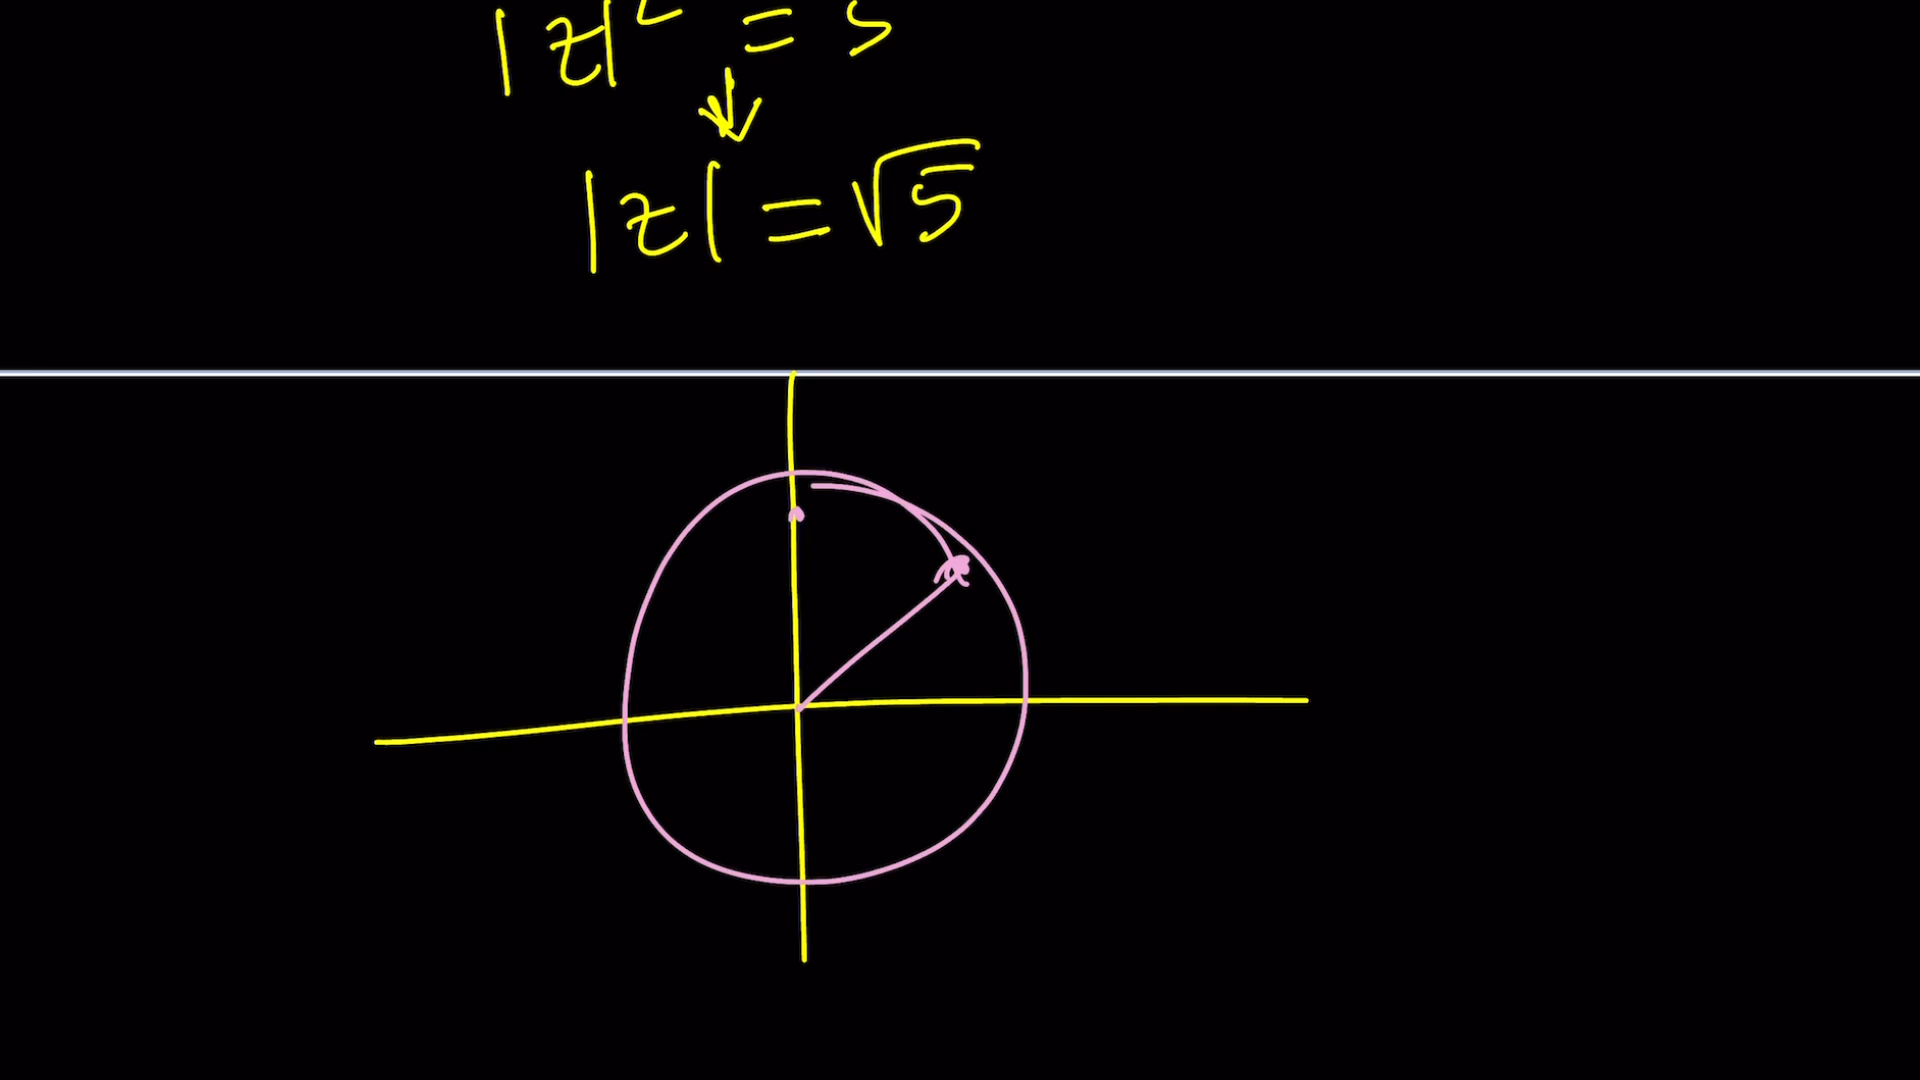 |z|² = 5
↓
|z| = √5